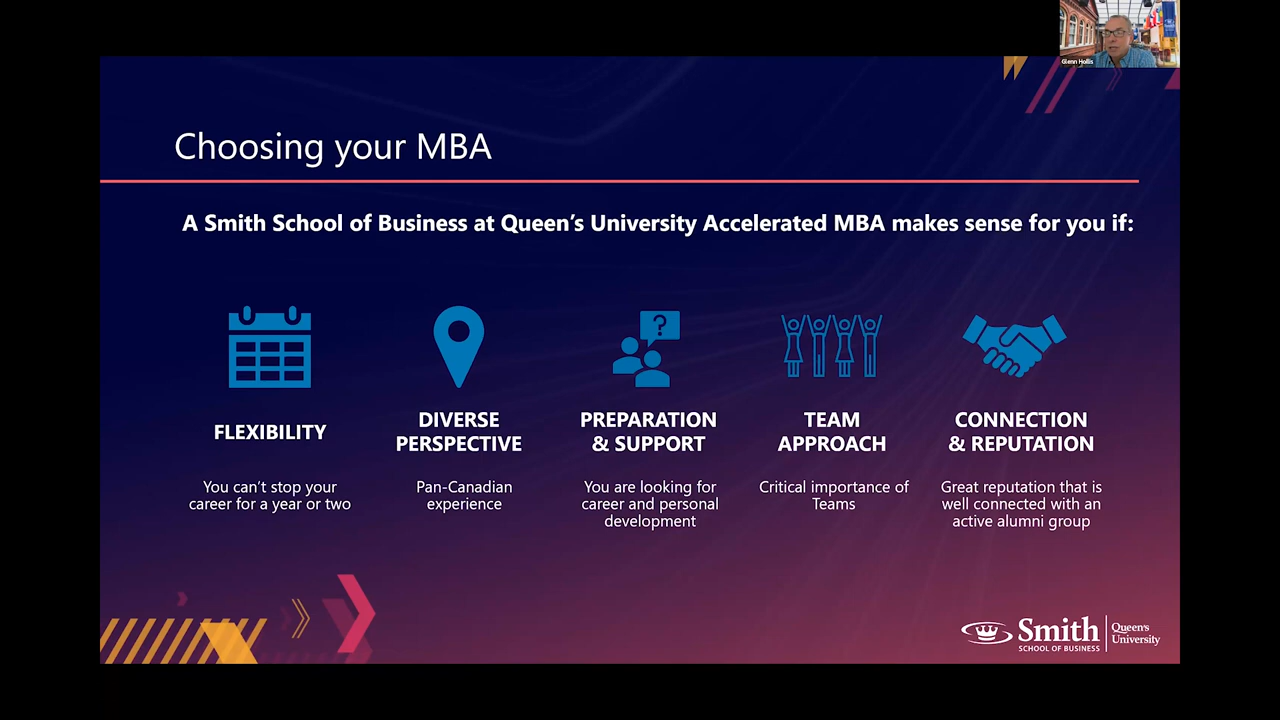 Glenn Hollis
Choosing your MBA
A Smith School of Business at Queen’s University Accelerated MBA makes sense for you if:
FLEXIBILITY
You can’t stop your
career for a year or two
DIVERSE
PERSPECTIVE
Pan-Canadian
experience
PREPARATION
& SUPPORT
You are looking for
career and personal
development
TEAM
APPROACH
Critical importance of
Teams
CONNECTION
& REPUTATION
Great reputation that is
well connected with an
active alumni group
Smith
SCHOOL OF BUSINESS
Queen's
University